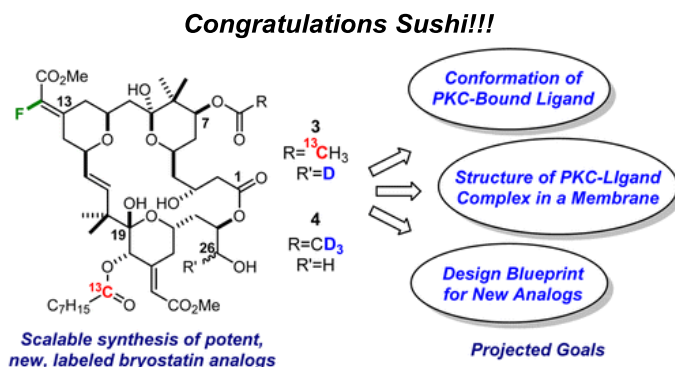 Congratulations Sushi!!!
CO₂Me
F
13
HO
O
O
7
O
R
O
1
O
HO
O
HO
O
19
26
R'
OH
O
¹³C
C₇H₁₅
O
CO₂Me
3
R=¹³CH₃
R'=D
4
R=CD₃
R'=H
Conformation of
PKC-Bound Ligand
Structure of PKC-LIgand
Complex in a Membrane
Design Blueprint
for New Analogs
Scalable synthesis of potent,
new, labeled bryostatin analogs
Projected Goals